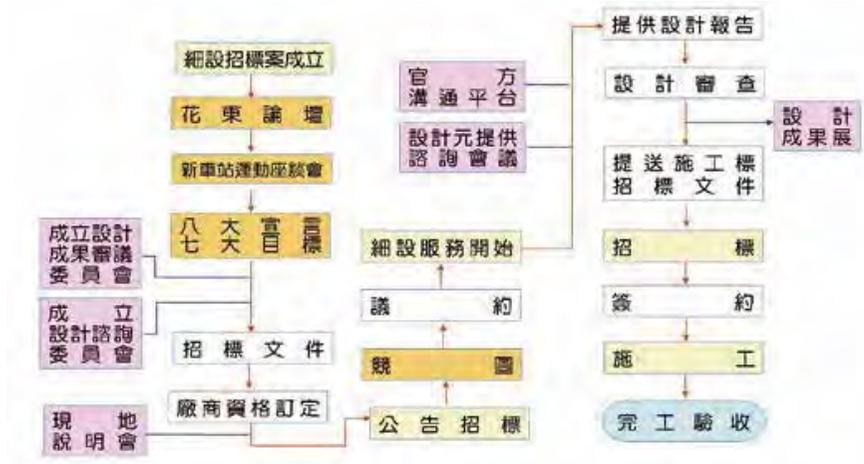 細設招標案成立
花東論壇
新車站運動座談會
八大宣言
七大目標
成立設計
成果審議
委員會
成立
設計諮詢
委員會
招標文件
廠商資格訂定
現地
說明會
公告招標
競圖
議約
細設服務開始
官方
溝通平台
設計元提供
諮詢會議
提供設計報告
設計審查
設計
成果展
提送施工標
招標文件
招標
簽約
施工
完工驗收